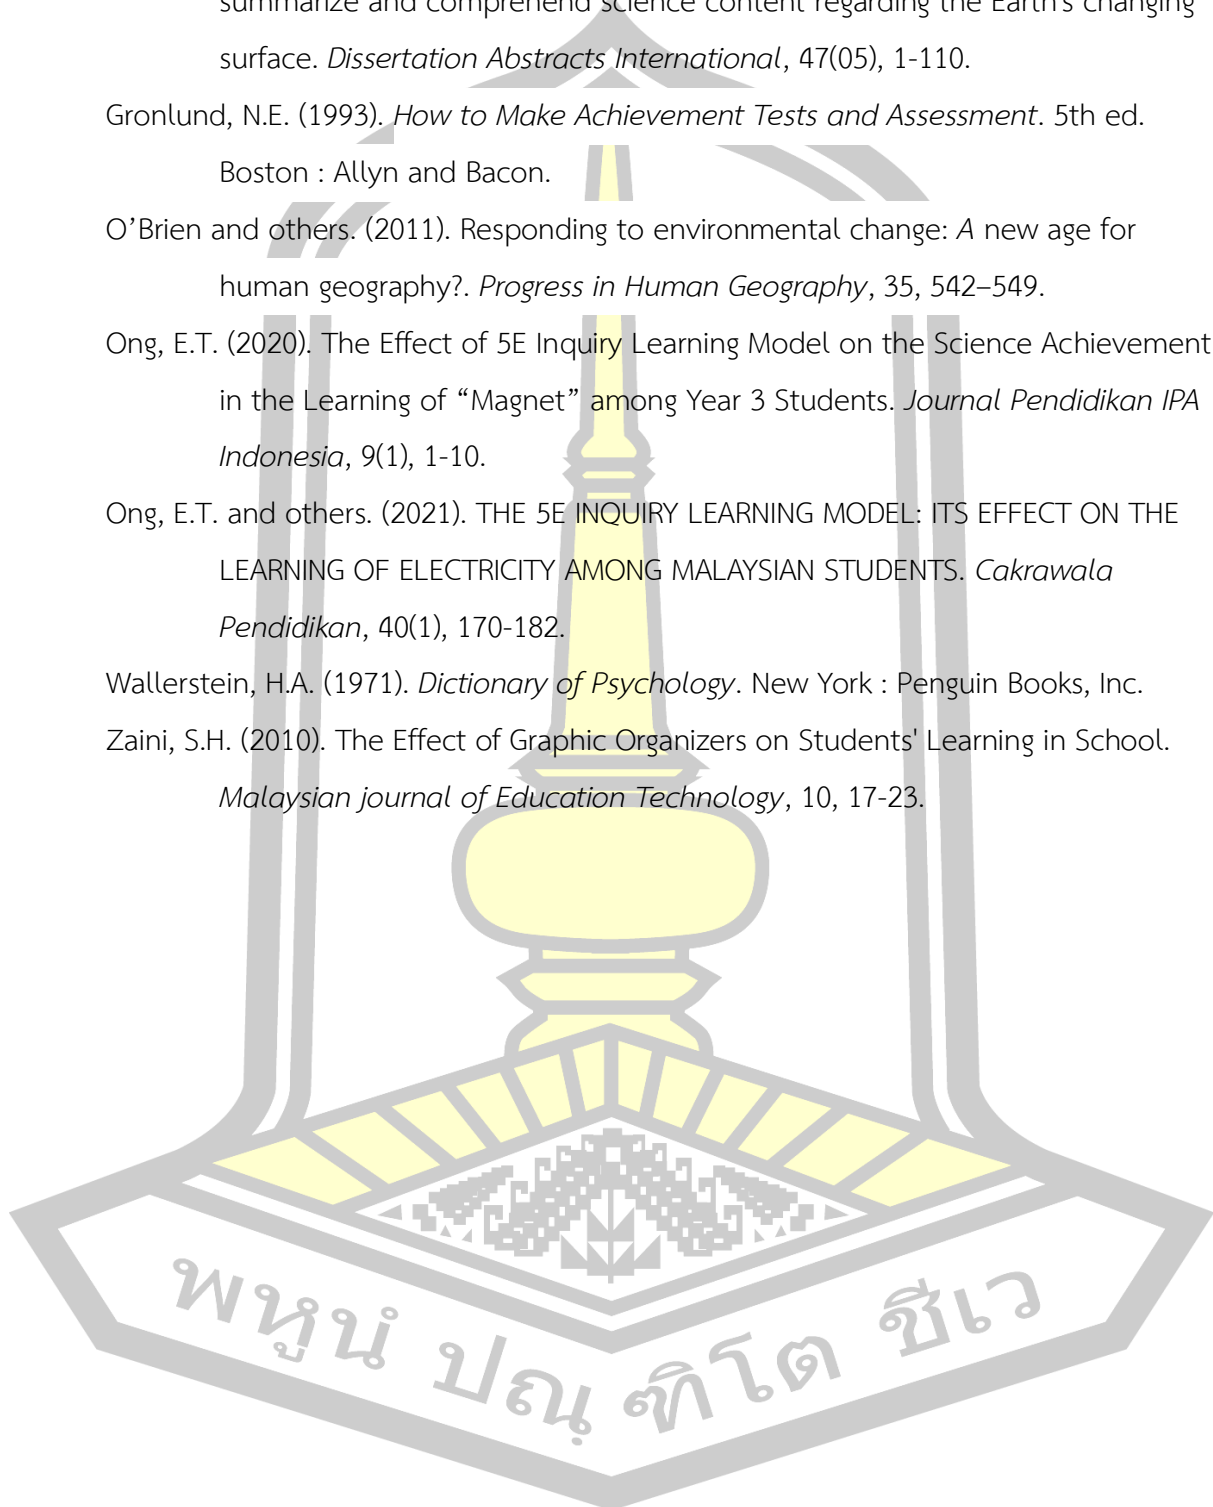 summarize and comprehend science content regarding the Earth's changing
surface. Dissertation Abstracts International, 47(05), 1-110.
Gronlund, N.E. (1993). How to Make Achievement Tests and Assessment. 5th ed.
Boston : Allyn and Bacon.
O’Brien and others. (2011). Responding to environmental change: A new age for
human geography?. Progress in Human Geography, 35, 542–549.
Ong, E.T. (2020). The Effect of 5E Inquiry Learning Model on the Science Achievement
in the Learning of “Magnet” among Year 3 Students. Journal Pendidikan IPA
Indonesia, 9(1), 1-10.
Ong, E.T. and others. (2021). THE 5E INQUIRY LEARNING MODEL: ITS EFFECT ON THE
LEARNING OF ELECTRICITY AMONG MALAYSIAN STUDENTS. Cakrawala
Pendidikan, 40(1), 170-182.
Wallerstein, H.A. (1971). Dictionary of Psychology. New York : Penguin Books, Inc.
Zaini, S.H. (2010). The Effect of Graphic Organizers on Students' Learning in School.
Malaysian journal of Education Technology, 10, 17-23.
พหูนํ ปณฺฑิโต ชีเว